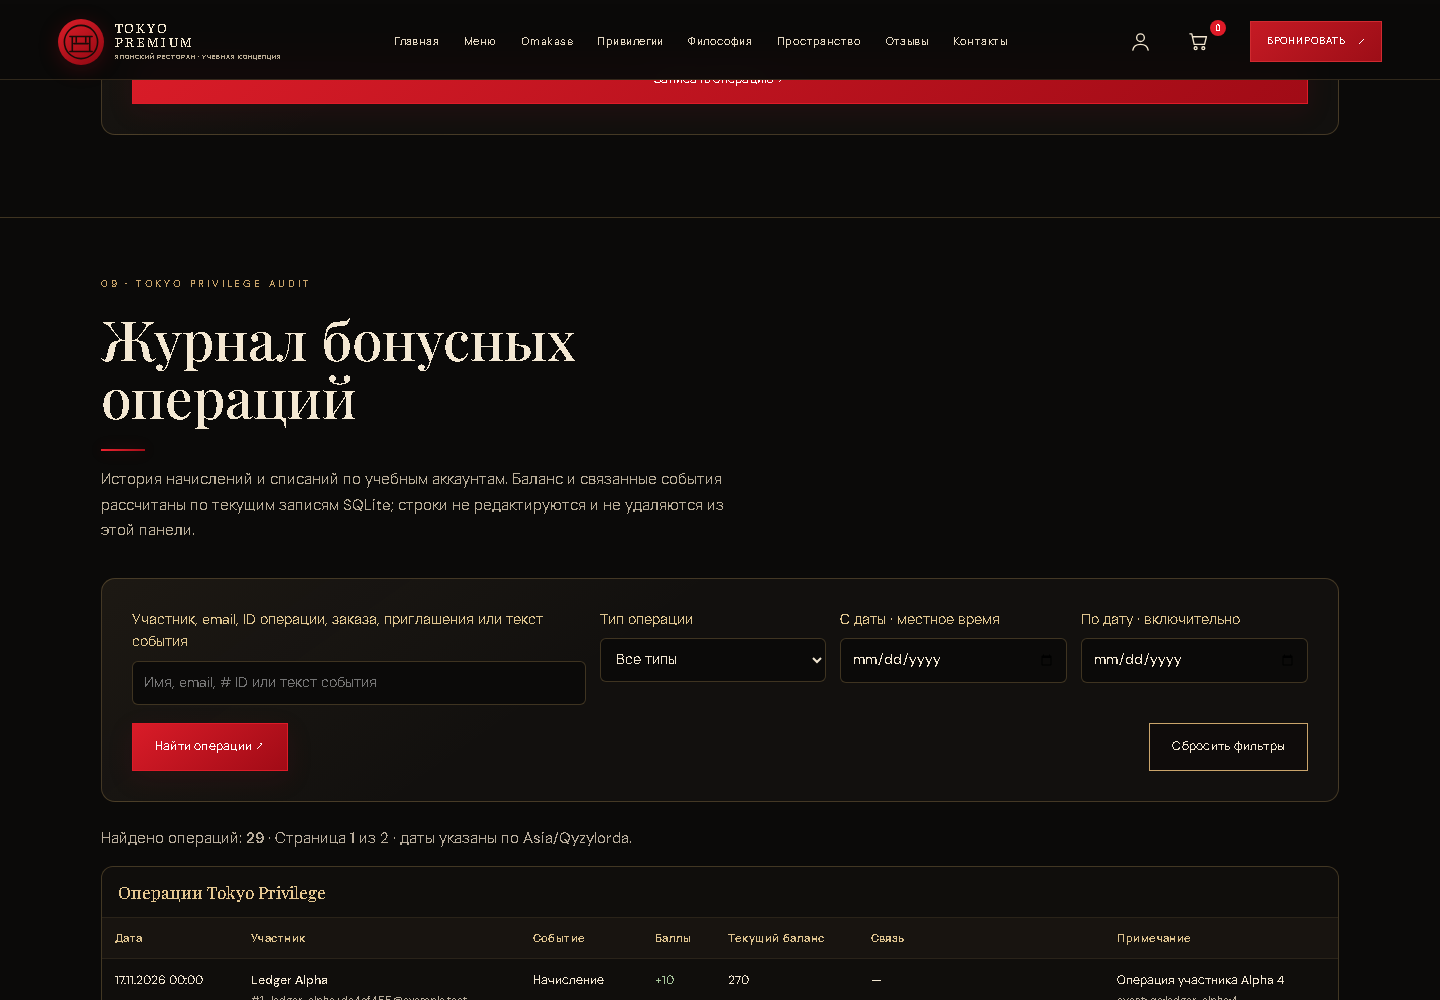 TOKYO
PREMIUM
ЯПОНСКИЙ РЕСТОРАН · УЧЕБНАЯ КОНЦЕПЦИЯ
Главная Меню Omakase Привилегии Философия Пространство Отзывы Контакты
0
БРОНИРОВАТЬ ↗
09 · TOKYO PRIVILEGE AUDIT
Журнал бонусных
операций
История начислений и списаний по учебным аккаунтам. Баланс и связанные события
рассчитаны по текущим записям SQLite; строки не редактируются и не удаляются из
этой панели.
Участник, email, ID операции, заказа, приглашения или текст
события
Тип операции
С даты · местное время
По дату · включительно
Имя, email, # ID или текст события
Все типы
mm/dd/yyyy
mm/dd/yyyy
Найти операции ↗
Сбросить фильтры
Найдено операций: 29 · Страница 1 из 2 · даты указаны по Asia/Qyzylorda.
Операции Tokyo Privilege
Дата Участник Событие Баллы Текущий баланс Связь Примечание
17.11.2026 00:00 Ledger Alpha Начисление +10 270 — Операция участника Alpha 4